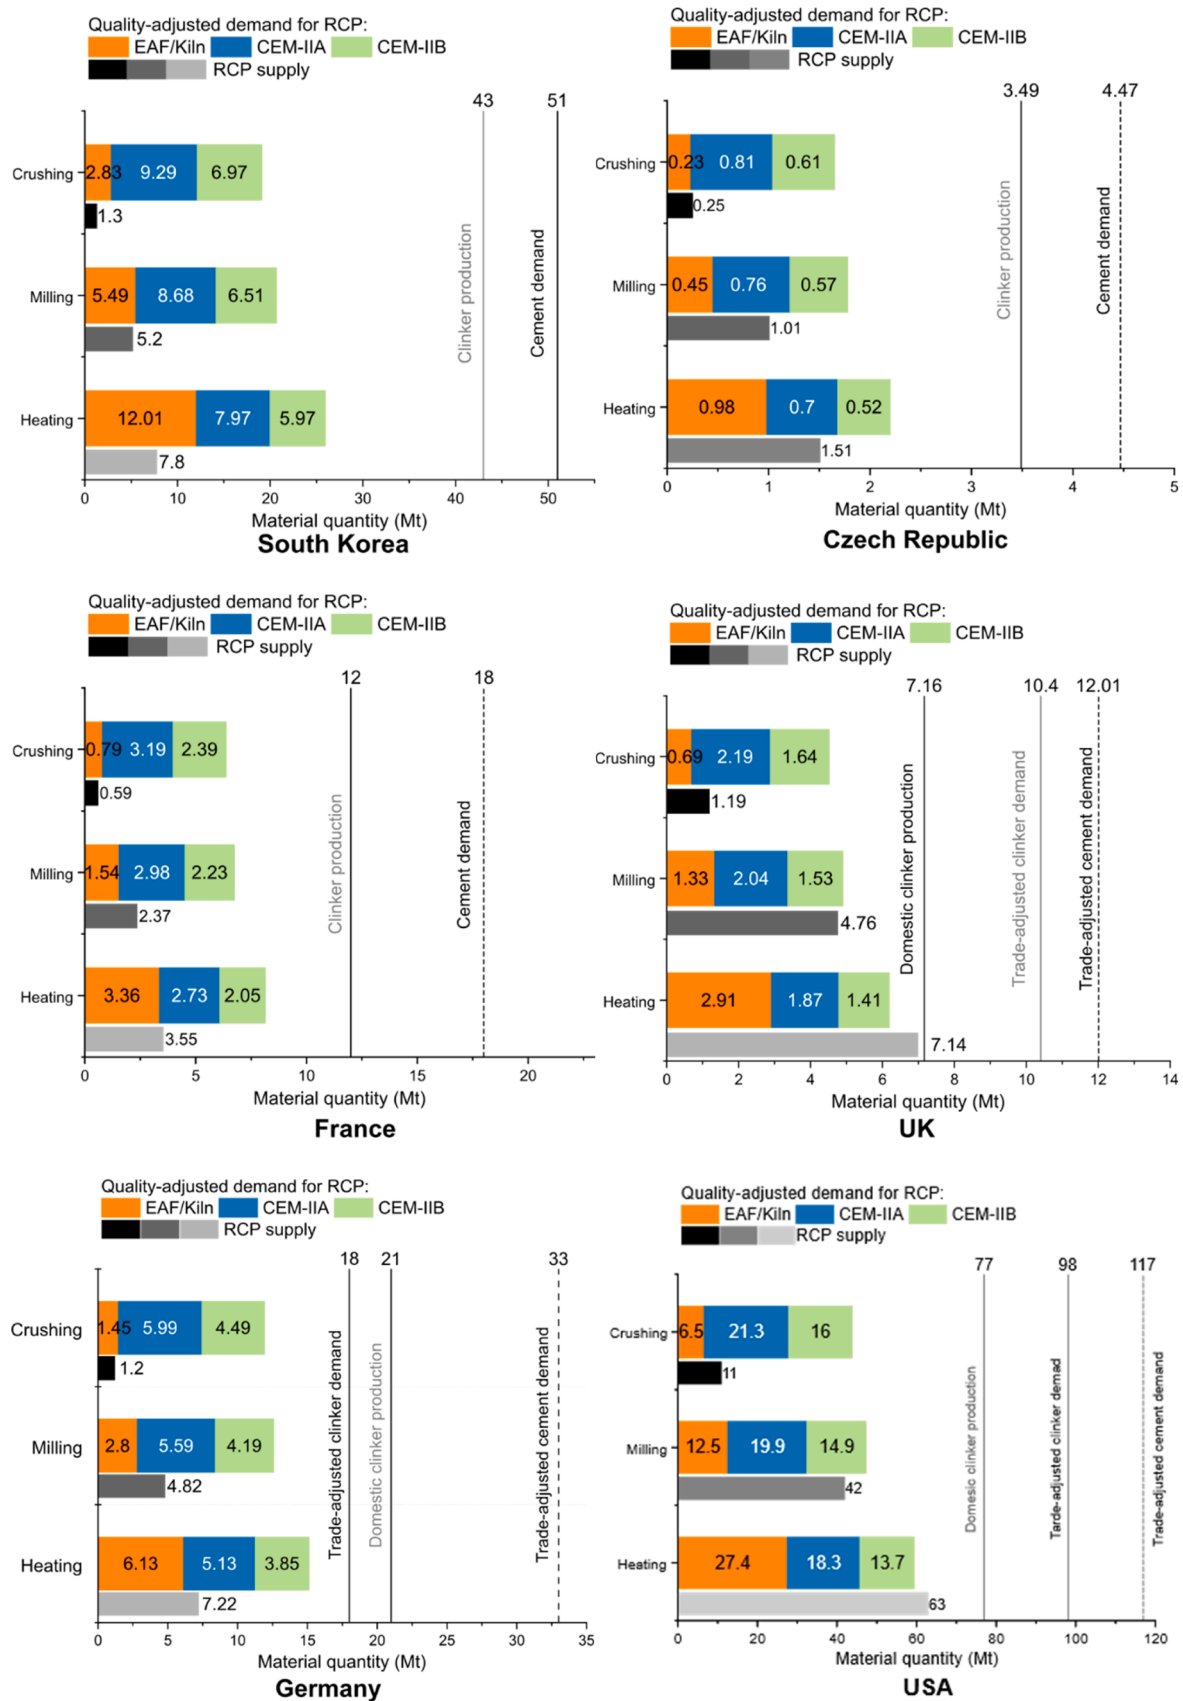 Quality-adjusted demand for RCP:
EAF/Kiln CEM-IIA CEM-IIB
RCP supply
43 51
Crushing 2.83 9.29 6.97
1.3
Milling 5.49 8.68 6.51
5.2
Heating 12.01 7.97 5.97
7.8
Clinker production
Cement demand
0 10 20 30 40 50
Material quantity (Mt)
South Korea
Quality-adjusted demand for RCP:
EAF/Kiln CEM-IIA CEM-IIB
RCP supply
3.49 4.47
Crushing 0.23 0.81 0.61
0.25
Milling 0.45 0.76 0.57
1.01
Heating 0.98 0.7 0.52
1.51
Clinker production
Cement demand
0 1 2 3 4 5
Material quantity (Mt)
Czech Republic
Quality-adjusted demand for RCP:
EAF/Kiln CEM-IIA CEM-IIB
RCP supply
12 18
Crushing 0.79 3.19 2.39
0.59
Milling 1.54 2.98 2.23
2.37
Heating 3.36 2.73 2.05
3.55
Clinker production
Cement demand
0 5 10 15 20
Material quantity (Mt)
France
Quality-adjusted demand for RCP:
EAF/Kiln CEM-IIA CEM-IIB
RCP supply
7.16 10.4 12.01
Crushing 0.69 2.19 1.64
1.19
Milling 1.33 2.04 1.53
4.76
Heating 2.91 1.87 1.41
7.14
Domestic clinker production
Trade-adjusted clinker demand
Trade-adjusted cement demand
0 2 4 6 8 10 12 14
Material quantity (Mt)
UK
Quality-adjusted demand for RCP:
EAF/Kiln CEM-IIA CEM-IIB
RCP supply
18 21 33
Crushing 1.45 5.99 4.49
1.2
Milling 2.8 5.59 4.19
4.82
Heating 6.13 5.13 3.85
7.22
Trade-adjusted clinker demand
Domestic clinker production
Trade-adjusted cement demand
0 5 10 15 20 25 30 35
Material quantity (Mt)
Germany
Quality-adjusted demand for RCP:
EAF/Kiln CEM-IIA CEM-IIB
RCP supply
77 98 117
Crushing 6.5 21.3 16
11
Milling 12.5 19.9 14.9
42
Heating 27.4 18.3 13.7
63
Domesic clinker production
Tarde-adjusted clinker demad
Trade-adjusted cement demand
0 20 40 60 80 100 120
Material quantity (Mt)
USA